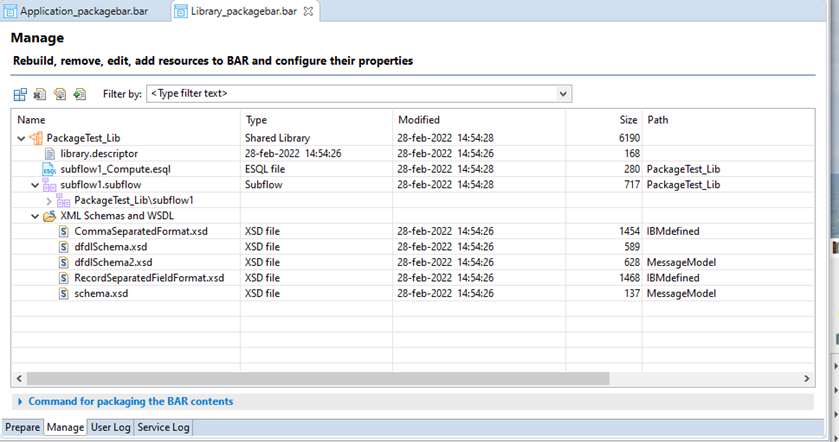 Application_packagebar.bar Library_packagebar.bar
Manage
Rebuild, remove, edit, add resources to BAR and configure their properties
Filter by: <Type filter text>
Name Type Modified Size Path
PackageTest_Lib Shared Library 28-feb-2022 14:54:28 6190
library.descriptor 28-feb-2022 14:54:26 28-feb-2022 14:54:26 168
ESQL subflow1_Compute.esql ESQL file 28-feb-2022 14:54:28 280 PackageTest_Lib
subflow1.subflow Subflow 28-feb-2022 14:54:28 717 PackageTest_Lib
PackageTest_Lib\subflow1
XML Schemas and WSDL
S CommaSeparatedFormat.xsd XSD file 28-feb-2022 14:54:26 1454 IBMdefined
S dfdlSchema.xsd XSD file 28-feb-2022 14:54:26 589
S dfdlSchema2.xsd XSD file 28-feb-2022 14:54:26 628 MessageModel
S RecordSeparatedFieldFormat.xsd XSD file 28-feb-2022 14:54:26 1468 IBMdefined
S schema.xsd XSD file 28-feb-2022 14:54:26 137 MessageModel
Command for packaging the BAR contents
Prepare Manage User Log Service Log